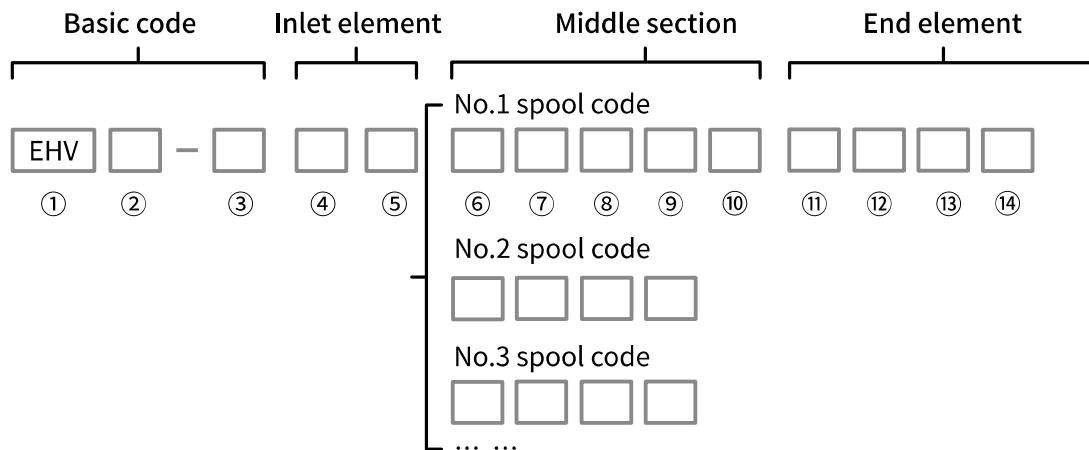 Basic code Inlet element Middle section End element
No.1 spool code
EHV –
① ② ③ ④ ⑤ ⑥ ⑦ ⑧ ⑨ ⑩ ⑪ ⑫ ⑬ ⑭
No.2 spool code
No.3 spool code
… …